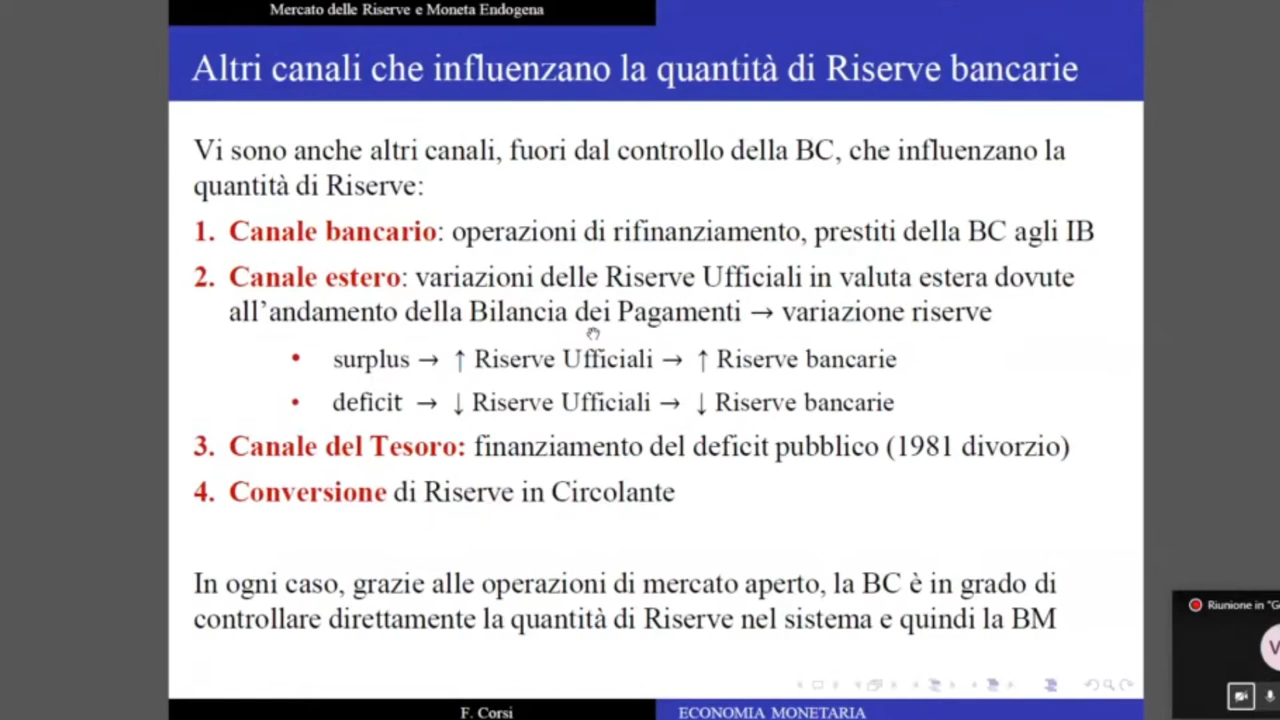 Mercato delle Riserve e Moneta Endogena
Altri canali che influenzano la quantità di Riserve bancarie
Vi sono anche altri canali, fuori dal controllo della BC, che influenzano la
quantità di Riserve:
1. Canale bancario: operazioni di rifinanziamento, prestiti della BC agli IB
2. Canale estero: variazioni delle Riserve Ufficiali in valuta estera dovute
all'andamento della Bilancia dei Pagamenti → variazione riserve
• surplus → ↑ Riserve Ufficiali → ↑ Riserve bancarie
• deficit → ↓ Riserve Ufficiali → ↓ Riserve bancarie
3. Canale del Tesoro: finanziamento del deficit pubblico (1981 divorzio)
4. Conversione di Riserve in Circolante
In ogni caso, grazie alle operazioni di mercato aperto, la BC è in grado di
controllare direttamente la quantità di Riserve nel sistema e quindi la BM
Riunione in "G
V
F. Corsi
ECONOMIA MONETARIA